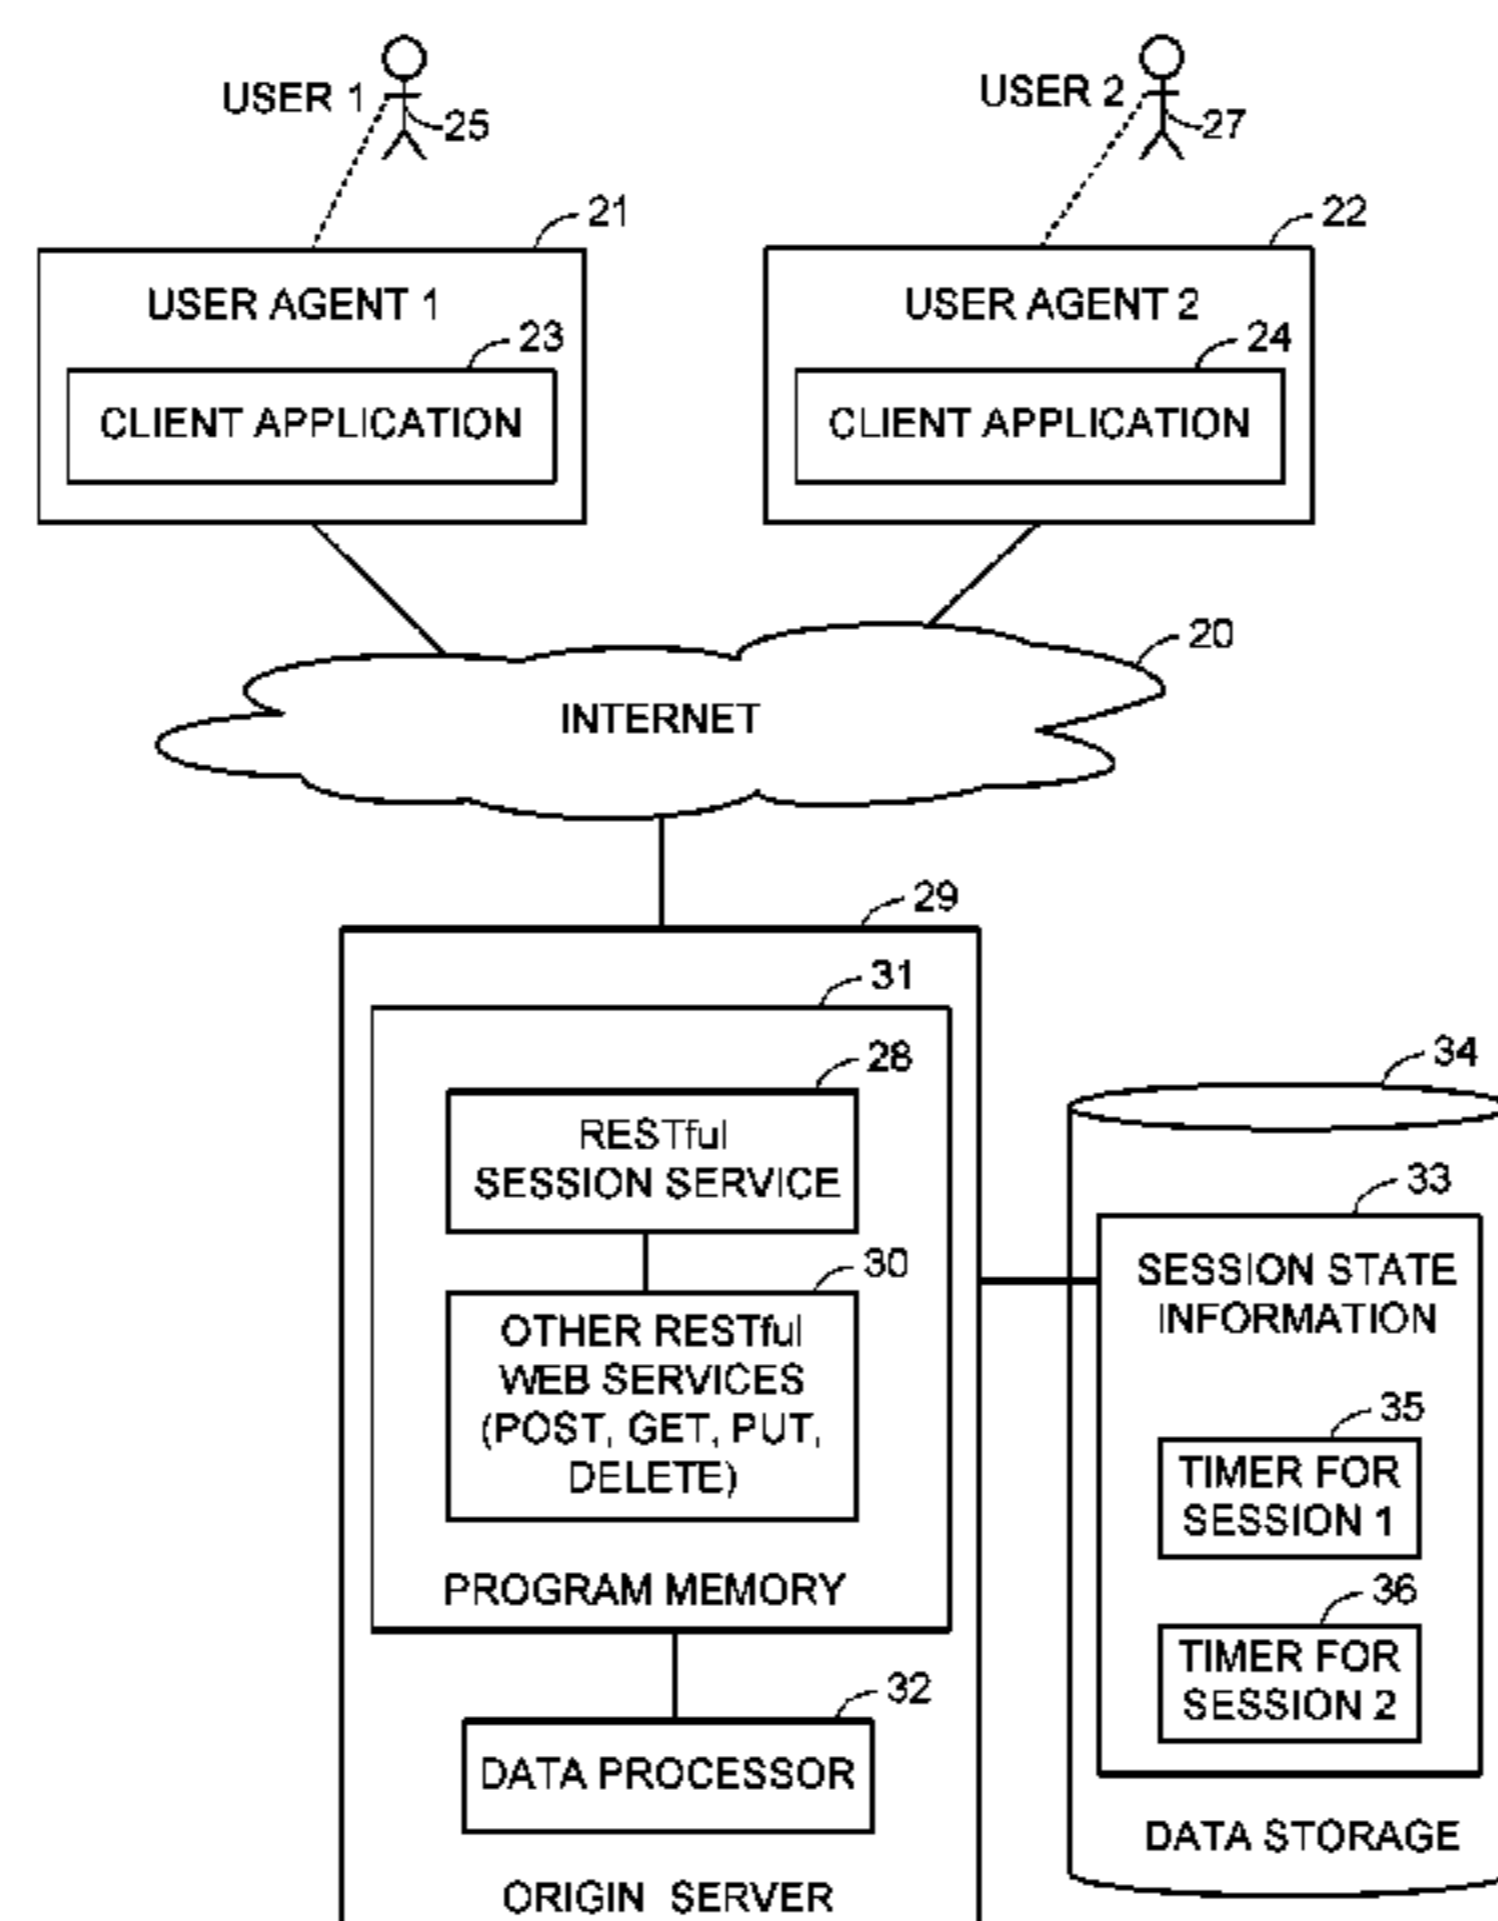 USER 1
25
USER 2
27
21
22
USER AGENT 1
USER AGENT 2
23
24
CLIENT APPLICATION
CLIENT APPLICATION
20
INTERNET
29
31
28
RESTful
SESSION SERVICE
30
OTHER RESTful
WEB SERVICES
(POST, GET, PUT,
DELETE)
PROGRAM MEMORY
32
DATA PROCESSOR
ORIGIN SERVER
34
33
SESSION STATE
INFORMATION
35
TIMER FOR
SESSION 1
36
TIMER FOR
SESSION 2
DATA STORAGE